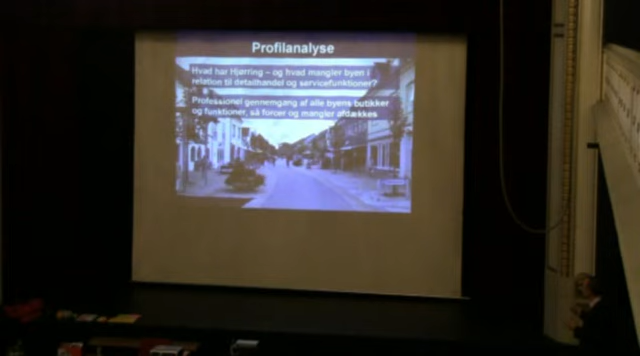 Profilanalyse
Hvad har Hjørring – og hvad mangler byen i
relation til detailhandel og servicefunktioner?
Professionel gennemgang af alle byens butikker
og funktioner, så forcer og mangler afdækkes